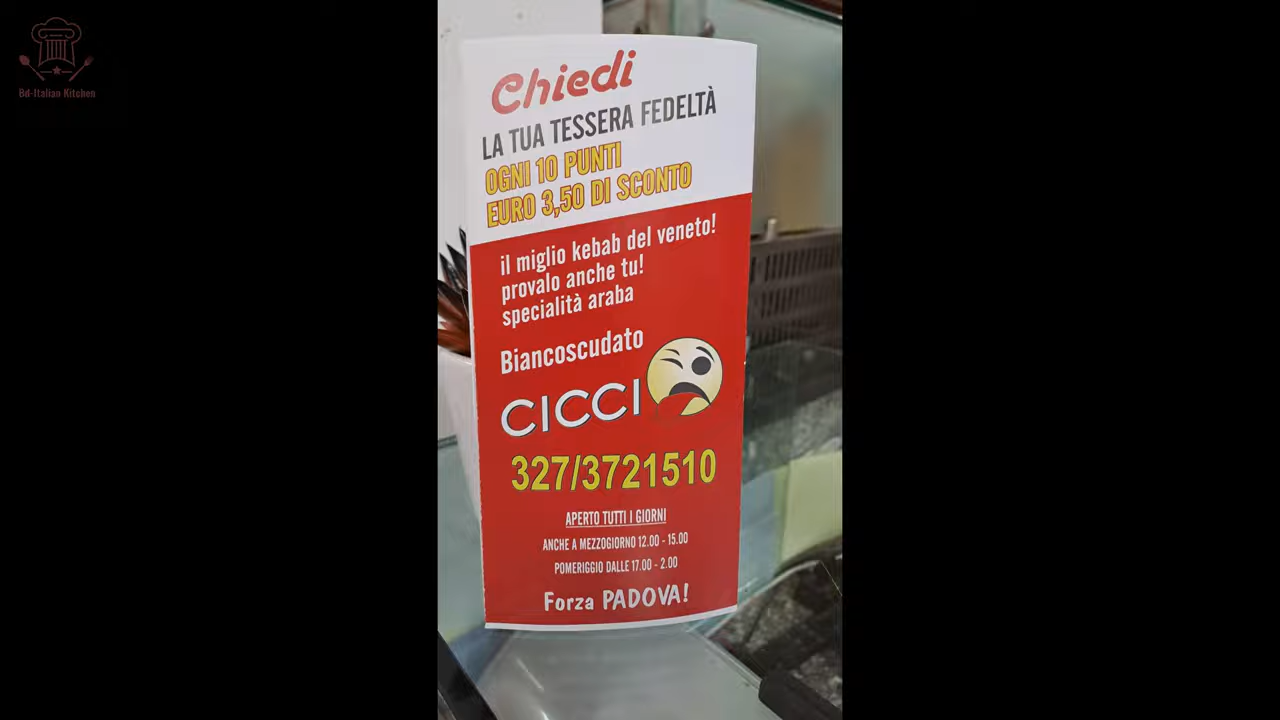 Bd-Italian Kitchen
Chiedi
LA TUA TESSERA FEDELTÀ
OGNI 10 PUNTI
EURO 3,50 DI SCONTO
il miglio kebab del veneto!
provalo anche tu!
specialità araba
Biancoscudato
CICCI
327/3721510
APERTO TUTTI I GIORNI
ANCHE A MEZZOGIORNO 12.00 - 15.00
POMERIGGIO DALLE 17.00 - 2.00
Forza PADOVA!